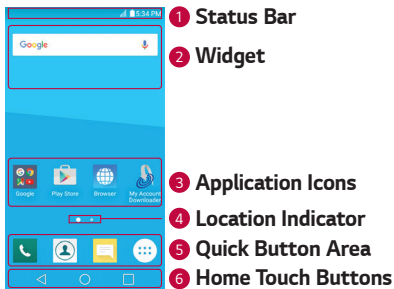 5:34 PM
1 Status Bar
Google
2 Widget
Google
Play Store
Browser
My Account Downloader
3 Application Icons
4 Location Indicator
5 Quick Button Area
6 Home Touch Buttons